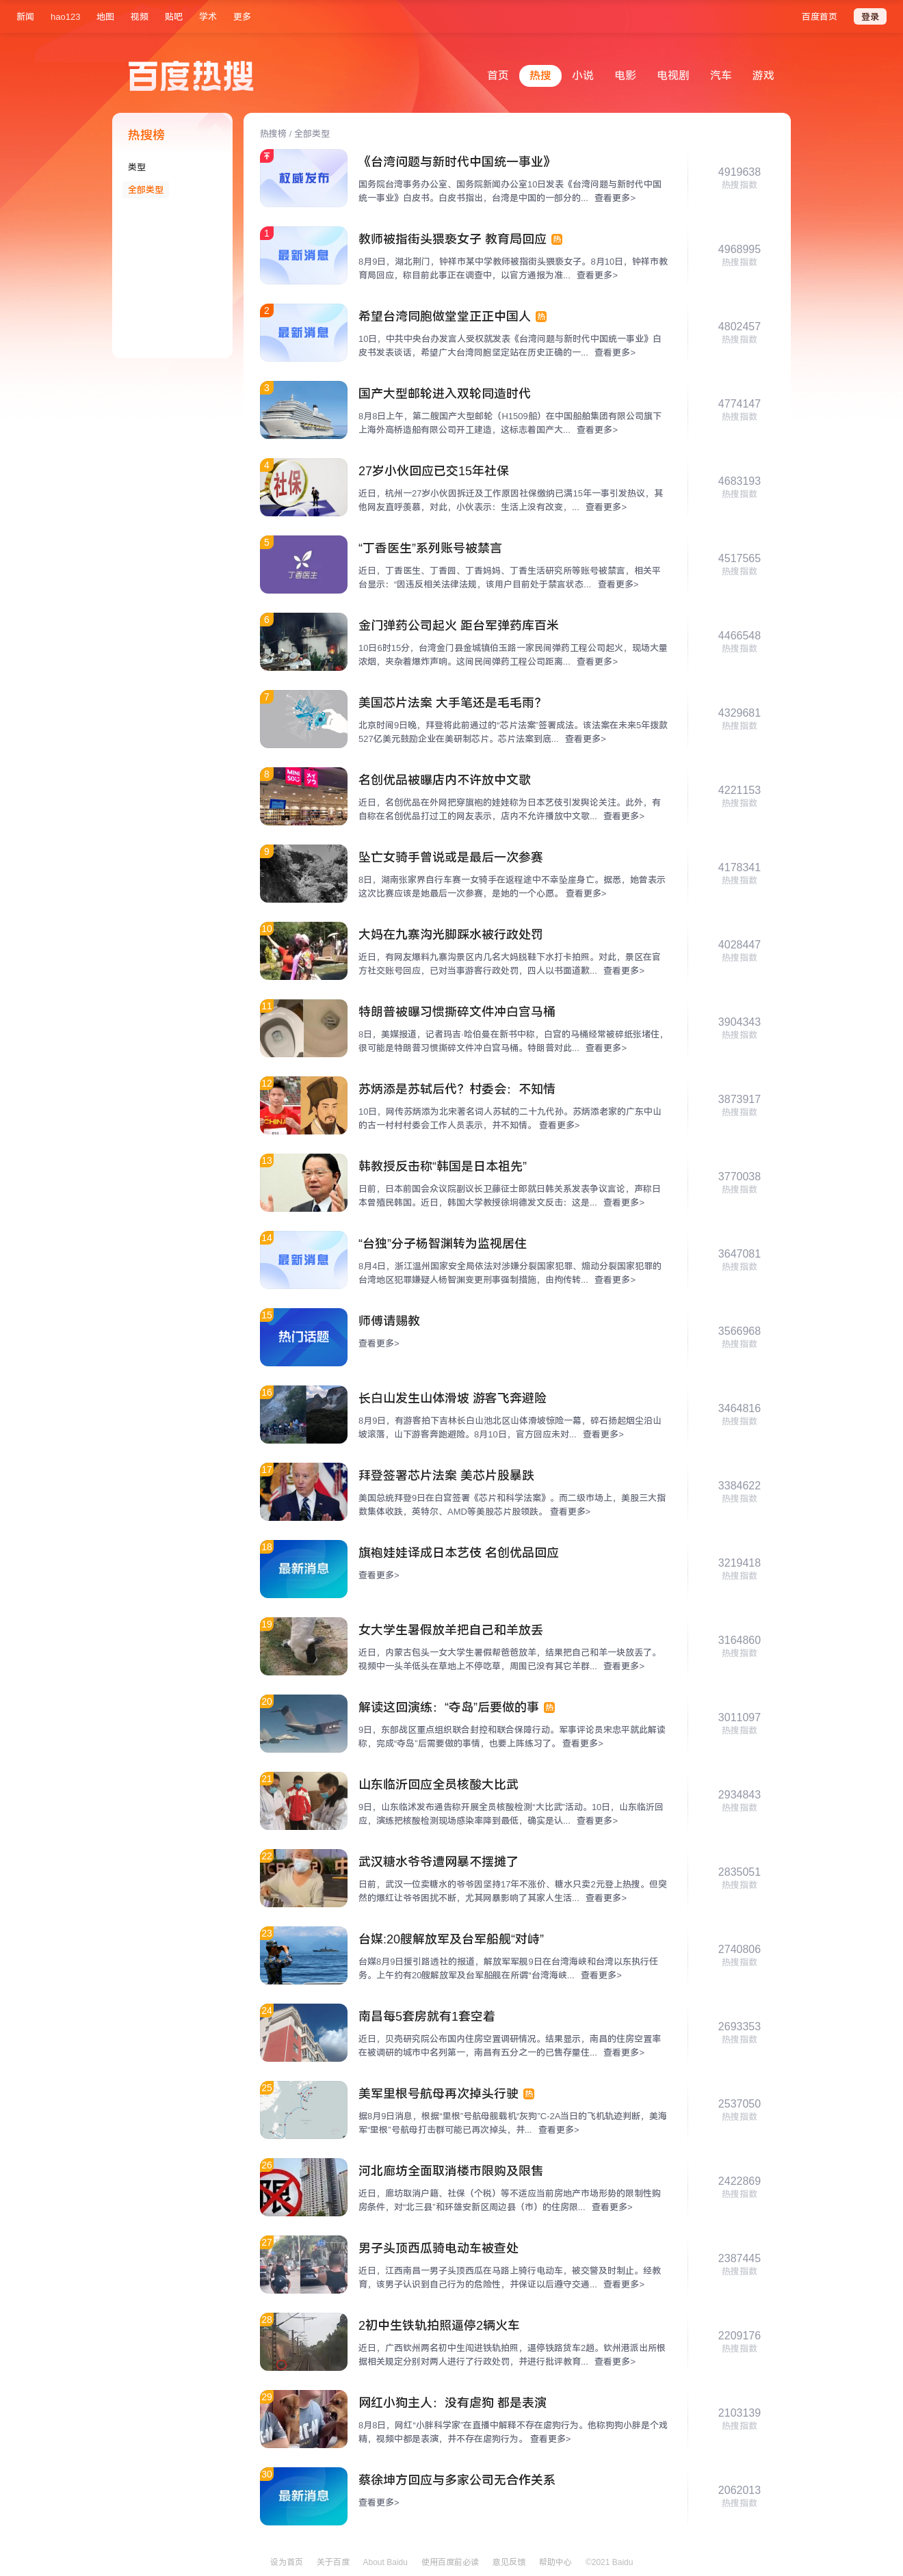 新闻 hao123 地图 视频 贴吧 学术 更多 百度首页 登录
百度热搜 首页 热搜 小说 电影 电视剧 汽车 游戏
热搜榜
类型
全部类型
热搜榜 / 全部类型
权威发布
《台湾问题与新时代中国统一事业》
国务院台湾事务办公室、国务院新闻办公室10日发表《台湾问题与新时代中国
统一事业》白皮书。白皮书指出，台湾是中国的一部分的... 查看更多>
4919638
热搜指数
1
最新消息
教师被指街头猥亵女子 教育局回应 热
8月9日，湖北荆门，钟祥市某中学教师被指街头猥亵女子。8月10日，钟祥市教
育局回应，称目前此事正在调查中，以官方通报为准... 查看更多>
4968995
热搜指数
2
最新消息
希望台湾同胞做堂堂正正中国人 热
10日，中共中央台办发言人受权就发表《台湾问题与新时代中国统一事业》白
皮书发表谈话，希望广大台湾同胞坚定站在历史正确的一... 查看更多>
4802457
热搜指数
3
国产大型邮轮进入双轮同造时代
8月8日上午，第二艘国产大型邮轮（H1509船）在中国船舶集团有限公司旗下
上海外高桥造船有限公司开工建造，这标志着国产大... 查看更多>
4774147
热搜指数
4
社保
27岁小伙回应已交15年社保
近日，杭州一27岁小伙因拆迁及工作原因社保缴纳已满15年一事引发热议，其
他网友直呼羡慕，对此，小伙表示：生活上没有改变，... 查看更多>
4683193
热搜指数
5
丁香医生
“丁香医生”系列账号被禁言
近日，丁香医生、丁香园、丁香妈妈、丁香生活研究所等账号被禁言，相关平
台显示：“因违反相关法律法规，该用户目前处于禁言状态... 查看更多>
4517565
热搜指数
6
金门弹药公司起火 距台军弹药库百米
10日6时15分，台湾金门县金城镇伯玉路一家民间弹药工程公司起火，现场大量
浓烟，夹杂着爆炸声响。这间民间弹药工程公司距离... 查看更多>
4466548
热搜指数
7
美国芯片法案 大手笔还是毛毛雨？
北京时间9日晚，拜登将此前通过的“芯片法案”签署成法。该法案在未来5年拨款
527亿美元鼓励企业在美研制芯片。芯片法案到底... 查看更多>
4329681
热搜指数
8
名创优品被曝店内不许放中文歌
近日，名创优品在外网把穿旗袍的娃娃称为日本艺伎引发舆论关注。此外，有
自称在名创优品打过工的网友表示，店内不允许播放中文歌... 查看更多>
4221153
热搜指数
9
坠亡女骑手曾说或是最后一次参赛
8日，湖南张家界自行车赛一女骑手在返程途中不幸坠崖身亡。据悉，她曾表示
这次比赛应该是她最后一次参赛，是她的一个心愿。 查看更多>
4178341
热搜指数
10
大妈在九寨沟光脚踩水被行政处罚
近日，有网友爆料九寨沟景区内几名大妈脱鞋下水打卡拍照。对此，景区在官
方社交账号回应，已对当事游客行政处罚，四人以书面道歉... 查看更多>
4028447
热搜指数
11
特朗普被曝习惯撕碎文件冲白宫马桶
8日，美媒报道，记者玛吉·哈伯曼在新书中称，白宫的马桶经常被碎纸张堵住，
很可能是特朗普习惯撕碎文件冲白宫马桶。特朗普对此... 查看更多>
3904343
热搜指数
12
苏炳添是苏轼后代？村委会：不知情
10日，网传苏炳添为北宋著名词人苏轼的二十九代孙。苏炳添老家的广东中山
的古一村村村委会工作人员表示，并不知情。 查看更多>
3873917
热搜指数
13
韩教授反击称“韩国是日本祖先”
日前，日本前国会众议院副议长卫藤征士郎就日韩关系发表争议言论，声称日
本曾殖民韩国。近日，韩国大学教授徐坰德发文反击：这是... 查看更多>
3770038
热搜指数
14
最新消息
“台独”分子杨智渊转为监视居住
8月4日，浙江温州国家安全局依法对涉嫌分裂国家犯罪、煽动分裂国家犯罪的
台湾地区犯罪嫌疑人杨智渊变更刑事强制措施，由拘传转... 查看更多>
3647081
热搜指数
15
热门话题
师傅请赐教
查看更多>
3566968
热搜指数
16
长白山发生山体滑坡 游客飞奔避险
8月9日，有游客拍下吉林长白山池北区山体滑坡惊险一幕，碎石扬起烟尘沿山
坡滚落，山下游客奔跑避险。8月10日，官方回应未对... 查看更多>
3464816
热搜指数
17
拜登签署芯片法案 美芯片股暴跌
美国总统拜登9日在白宫签署《芯片和科学法案》。而二级市场上，美股三大指
数集体收跌，英特尔、AMD等美股芯片股领跌。 查看更多>
3384622
热搜指数
18
最新消息
旗袍娃娃译成日本艺伎 名创优品回应
查看更多>
3219418
热搜指数
19
女大学生暑假放羊把自己和羊放丢
近日，内蒙古包头一女大学生暑假帮爸爸放羊，结果把自己和羊一块放丢了。
视频中一头羊低头在草地上不停吃草，周围已没有其它羊群... 查看更多>
3164860
热搜指数
20
解读这回演练：“夺岛”后要做的事 热
9日，东部战区重点组织联合封控和联合保障行动。军事评论员宋忠平就此解读
称，完成“夺岛”后需要做的事情，也要上阵练习了。 查看更多>
3011097
热搜指数
21
山东临沂回应全员核酸大比武
9日，山东临沭发布通告称开展全员核酸检测“大比武”活动。10日，山东临沂回
应，演练把核酸检测现场感染率降到最低，确实是认... 查看更多>
2934843
热搜指数
22
武汉糖水爷爷遭网暴不摆摊了
日前，武汉一位卖糖水的爷爷因坚持17年不涨价、糖水只卖2元登上热搜。但突
然的爆红让爷爷困扰不断，尤其网暴影响了其家人生活... 查看更多>
2835051
热搜指数
23
台媒:20艘解放军及台军船舰“对峙”
台媒8月9日援引路透社的报道，解放军军舰9日在台湾海峡和台湾以东执行任
务。上午约有20艘解放军及台军船舰在所谓“台湾海峡... 查看更多>
2740806
热搜指数
24
南昌每5套房就有1套空着
近日，贝壳研究院公布国内住房空置调研情况。结果显示，南昌的住房空置率
在被调研的城市中名列第一，南昌有五分之一的已售存量住... 查看更多>
2693353
热搜指数
25
美军里根号航母再次掉头行驶 热
据8月9日消息，根据“里根”号航母舰载机“灰狗”C-2A当日的飞机轨迹判断，美海
军“里根”号航母打击群可能已再次掉头，并... 查看更多>
2537050
热搜指数
26
限
河北廊坊全面取消楼市限购及限售
近日，廊坊取消户籍、社保（个税）等不适应当前房地产市场形势的限制性购
房条件，对“北三县”和环雄安新区周边县（市）的住房限... 查看更多>
2422869
热搜指数
27
男子头顶西瓜骑电动车被查处
近日，江西南昌一男子头顶西瓜在马路上骑行电动车，被交警及时制止。经教
育，该男子认识到自己行为的危险性，并保证以后遵守交通... 查看更多>
2387445
热搜指数
28
2初中生铁轨拍照逼停2辆火车
近日，广西钦州两名初中生闯进铁轨拍照，逼停铁路货车2趟。钦州港派出所根
据相关规定分别对两人进行了行政处罚，并进行批评教育... 查看更多>
2209176
热搜指数
29
网红小狗主人：没有虐狗 都是表演
8月8日，网红“小胖科学家”在直播中解释不存在虐狗行为。他称狗狗小胖是个戏
精，视频中都是表演，并不存在虐狗行为。 查看更多>
2103139
热搜指数
30
最新消息
蔡徐坤方回应与多家公司无合作关系
查看更多>
2062013
热搜指数
设为首页 关于百度 About Baidu 使用百度前必读 意见反馈 帮助中心 ©2021 Baidu